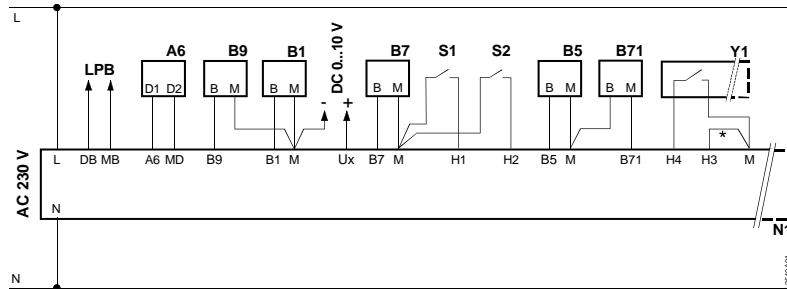 L
LPB
A6
B9
B1
DC 0...10 V
B7
S1
S2
B5
B71
Y1
D1 D2
B M
B M
- +
B M
B M
B M
*
AC 230 V
L DB MB A6 MD B9 B1 M Ux B7 M H1 H2 B5 M B71 H4 H3 M
N
N1
N